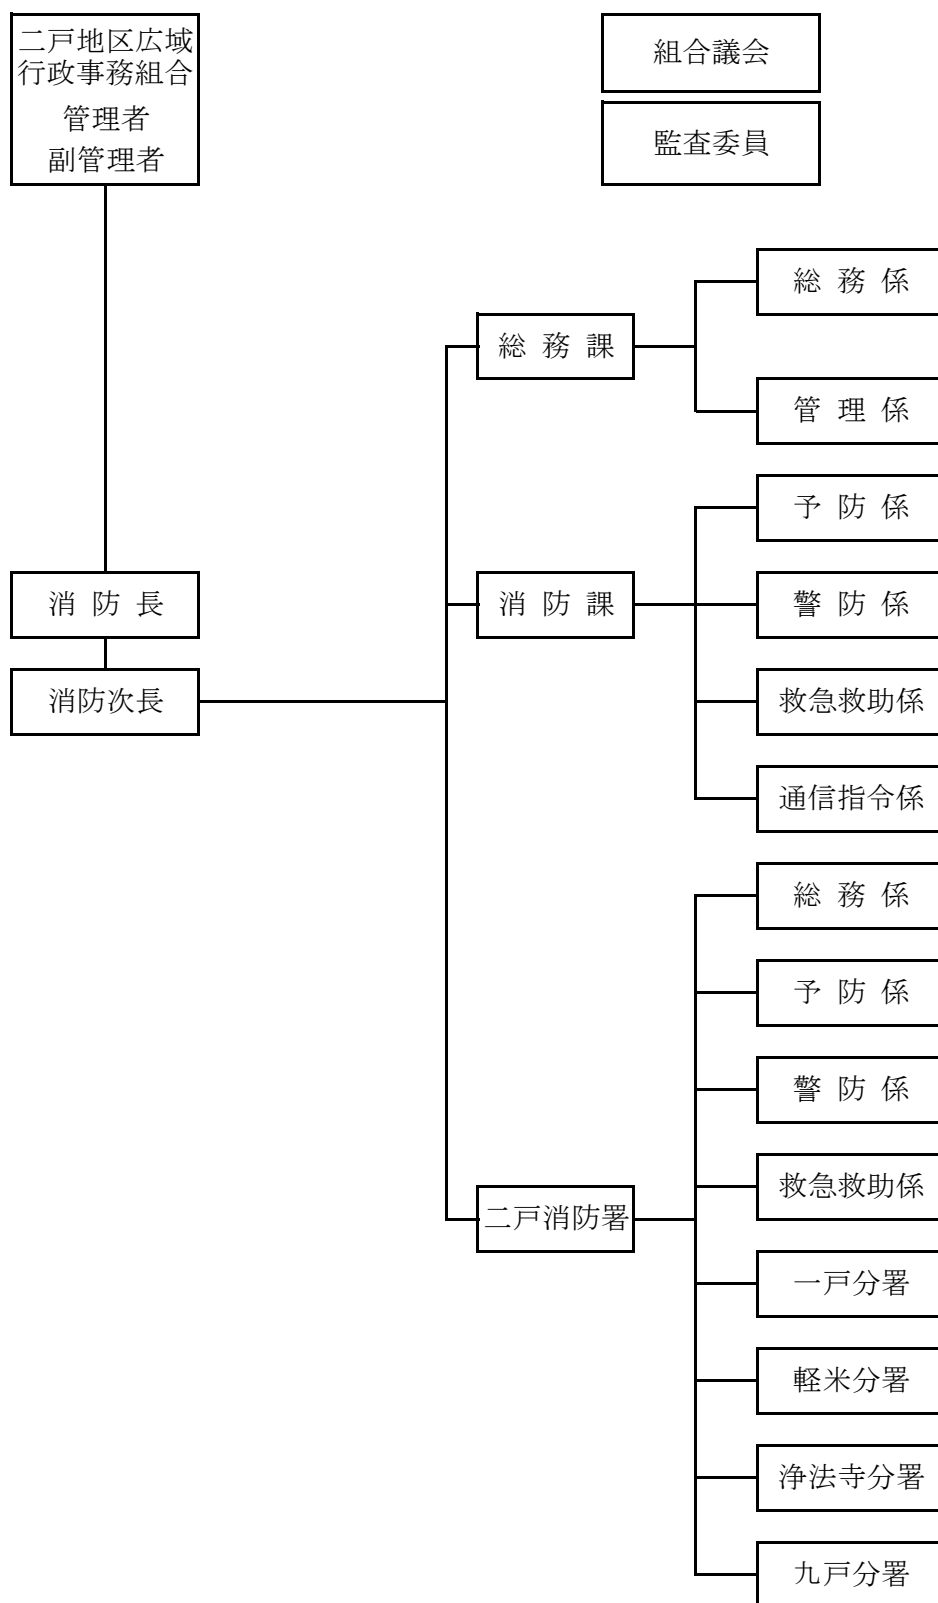 二戸地区広域
行政事務組合
管理者
副管理者
組合議会
監査委員
総務係
総務課
管理係
予防係
消防長
消防課
警防係
消防次長
救急救助係
通信指令係
総務係
予防係
警防係
救急救助係
二戸消防署
一戸分署
軽米分署
浄法寺分署
九戸分署